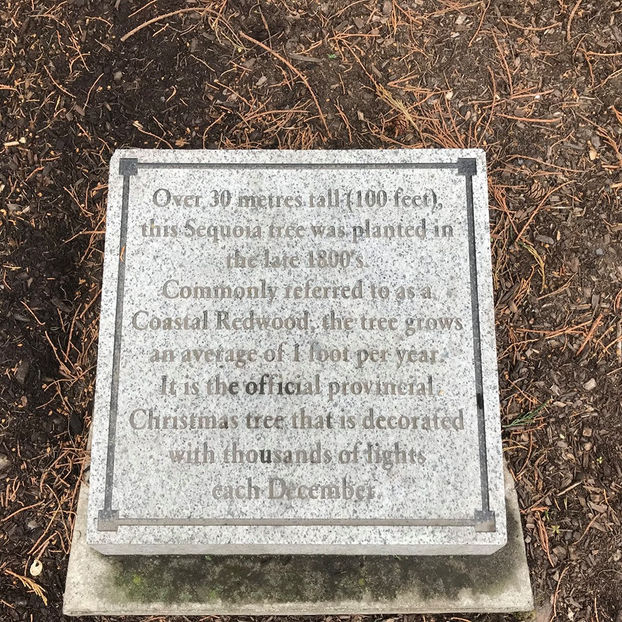 Over 30 metres tall (100 feet),
this Sequoia tree was planted in
the late 1800's.
Commonly referred to as a
Coastal Redwood, the tree grows
an average of 1 foot per year.
It is the official provincial
Christmas tree that is decorated
with thousands of lights
each December.